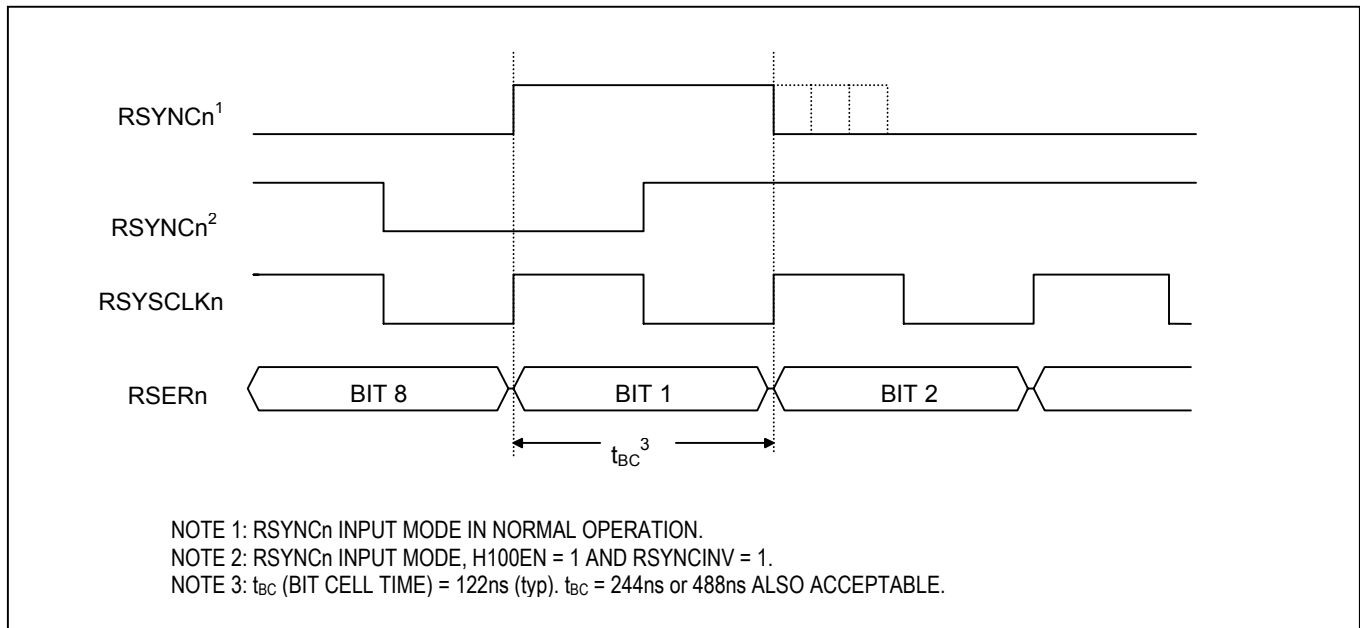 RSYNCn¹
RSYNCn²
RSYSCLKn
RSERn
BIT 8
BIT 1
BIT 2
tBC³
NOTE 1: RSYNCn INPUT MODE IN NORMAL OPERATION.
NOTE 2: RSYNCn INPUT MODE, H100EN = 1 AND RSYNCINV = 1.
NOTE 3: tBC (BIT CELL TIME) = 122ns (typ). tBC = 244ns or 488ns ALSO ACCEPTABLE.